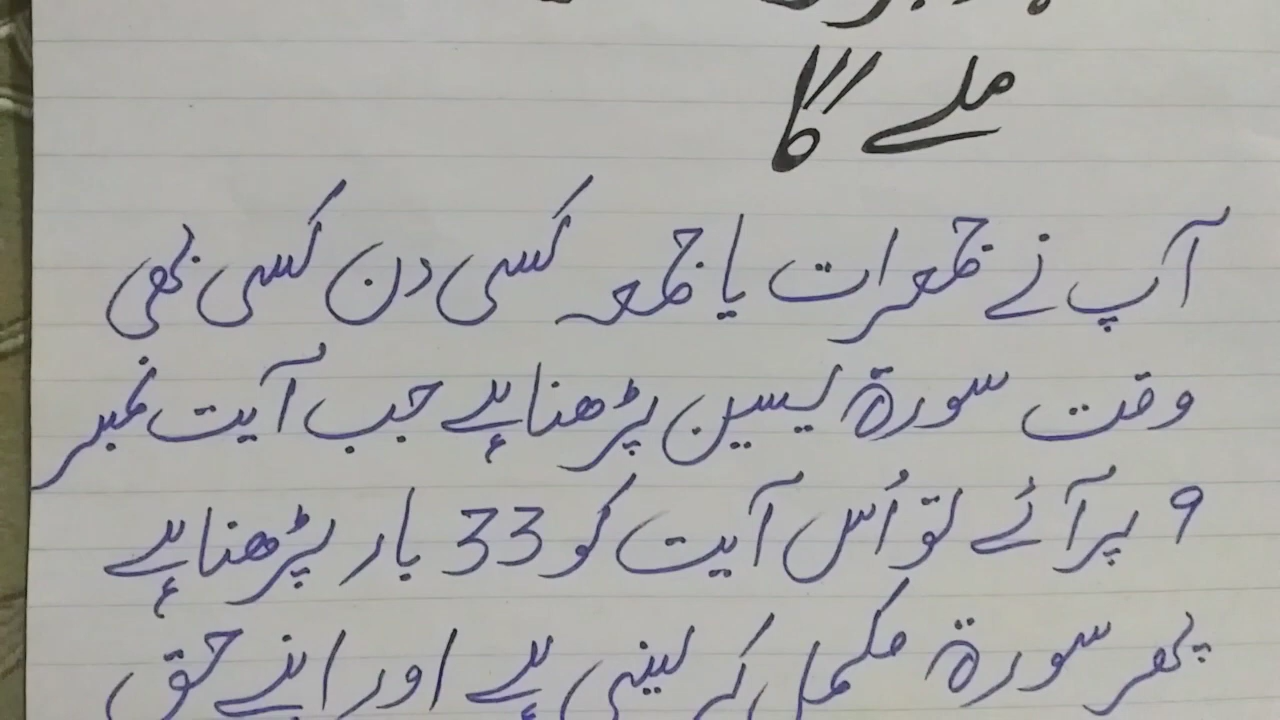 ملے گا
آپ نے جمعرات یا جمعہ کسی دن کسی بھی
وقت سورۃ یسین پڑھنا ہے جب آیت نمبر
9 پر آئے تو اُس آیت کو 33 بار پڑھنا ہے
پھر سورۃ مکمل کر لینی ہے اور اپنے حق